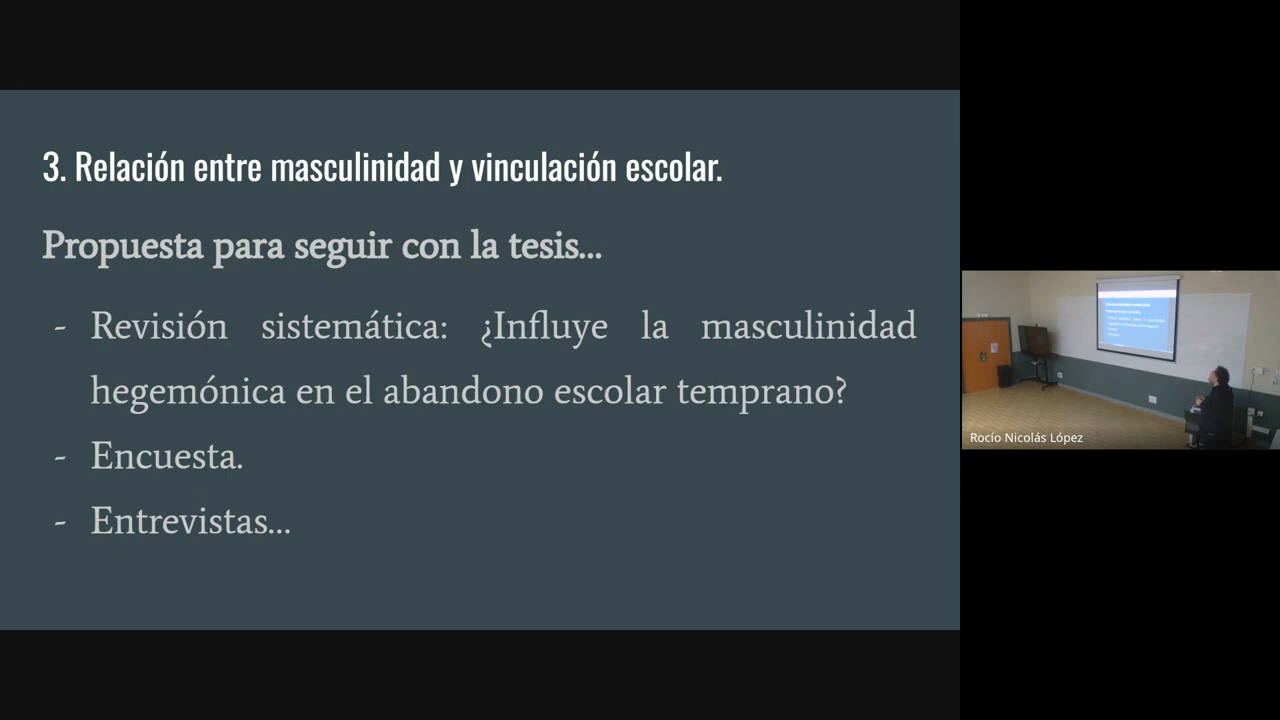 3. Relación entre masculinidad y vinculación escolar.
Propuesta para seguir con la tesis...
- Revisión sistemática: ¿Influye la masculinidad
hegemónica en el abandono escolar temprano?
- Encuesta.
- Entrevistas...
Rocío Nicolás López